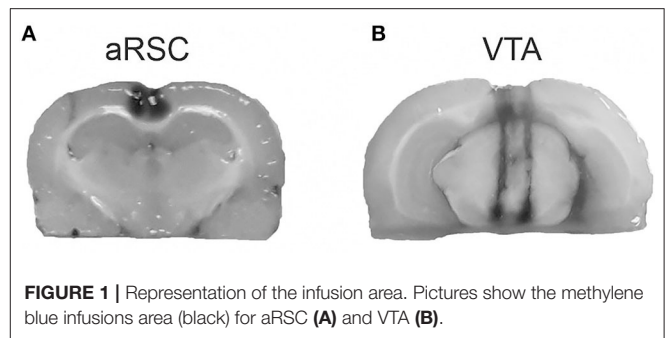 A
aRSC
B
VTA
FIGURE 1 | Representation of the infusion area. Pictures show the methylene
blue infusions area (black) for aRSC (A) and VTA (B).